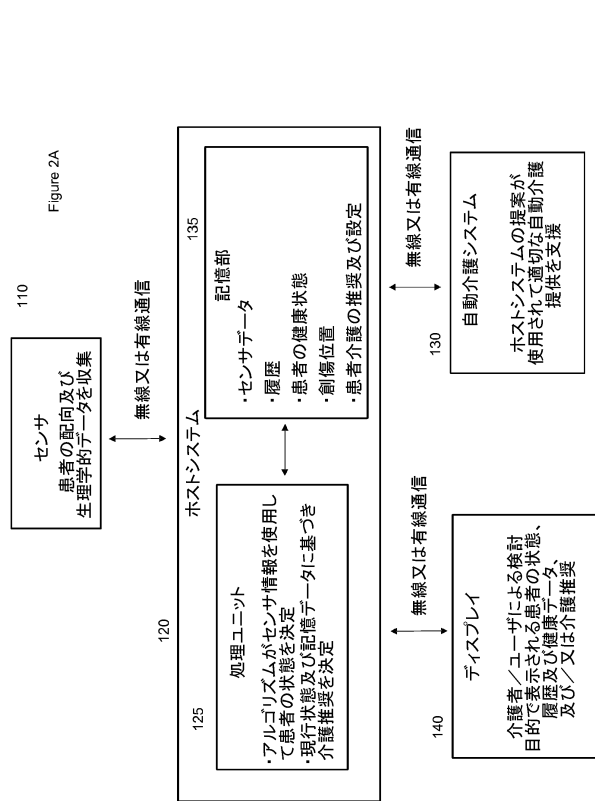 Figure 2A
110
センサ
患者の配向及び
生理学的データを収集
無線又は有線通信
120
ホストシステム
125
処理ユニット
・アルゴリズムがセンサ情報を使用し
て患者の状態を決定
・現行状態及び記憶データに基づき
介護推奨を決定
135
記憶部
・センサデータ
・履歴
・患者の健康状態
・創傷位置
・患者介護の推奨及び設定
無線又は有線通信
無線又は有線通信
140
ディスプレイ
介護者／ユーザによる検討
目的で表示される患者の状態、
履歴及び健康データ、
及び／又は介護推奨
130
自動介護システム
ホストシステムの提案が
使用されて適切な自動介護
提供を支援